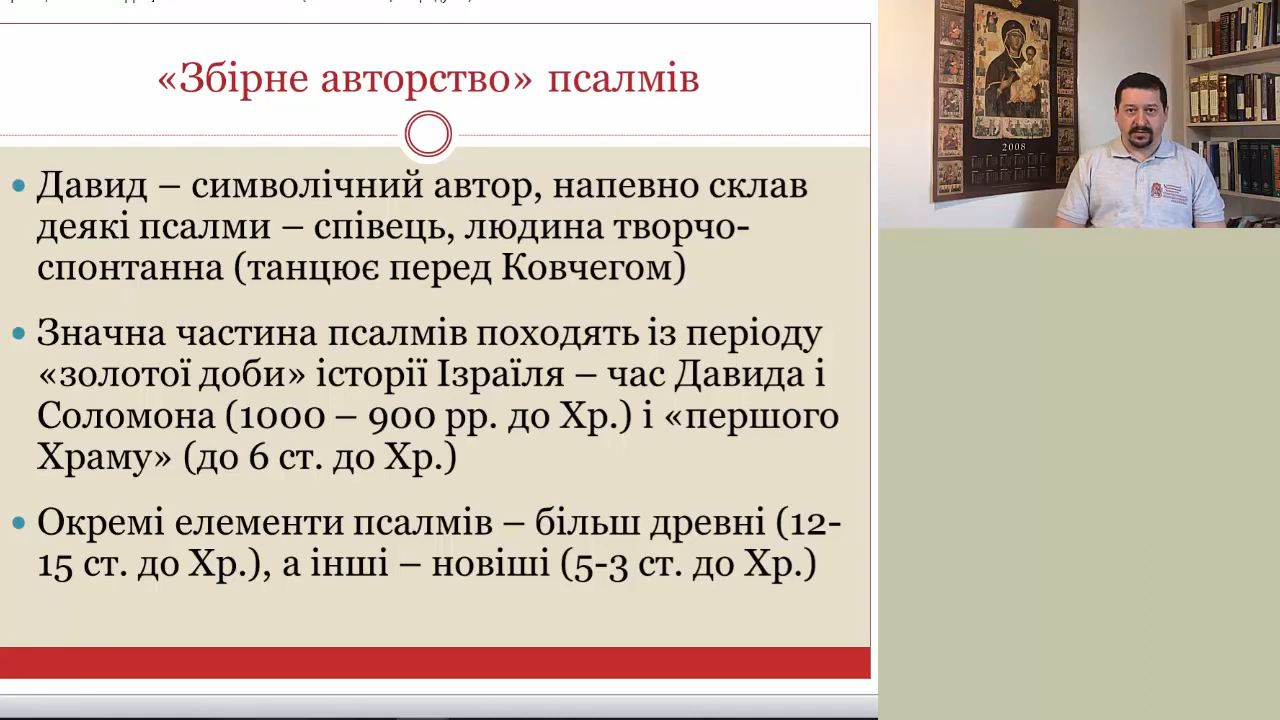 «Збірне авторство» псалмів
Давид – символічний автор, напевно склав
деякі псалми – співець, людина творчо-
спонтанна (танцює перед Ковчегом)
Значна частина псалмів походять із періоду
«золотої доби» історії Ізраїля – час Давида і
Соломона (1000 – 900 рр. до Хр.) і «першого
Храму» (до 6 ст. до Хр.)
Окремі елементи псалмів – більш древні (12-
15 ст. до Хр.), а інші – новіші (5-3 ст. до Хр.)
2008